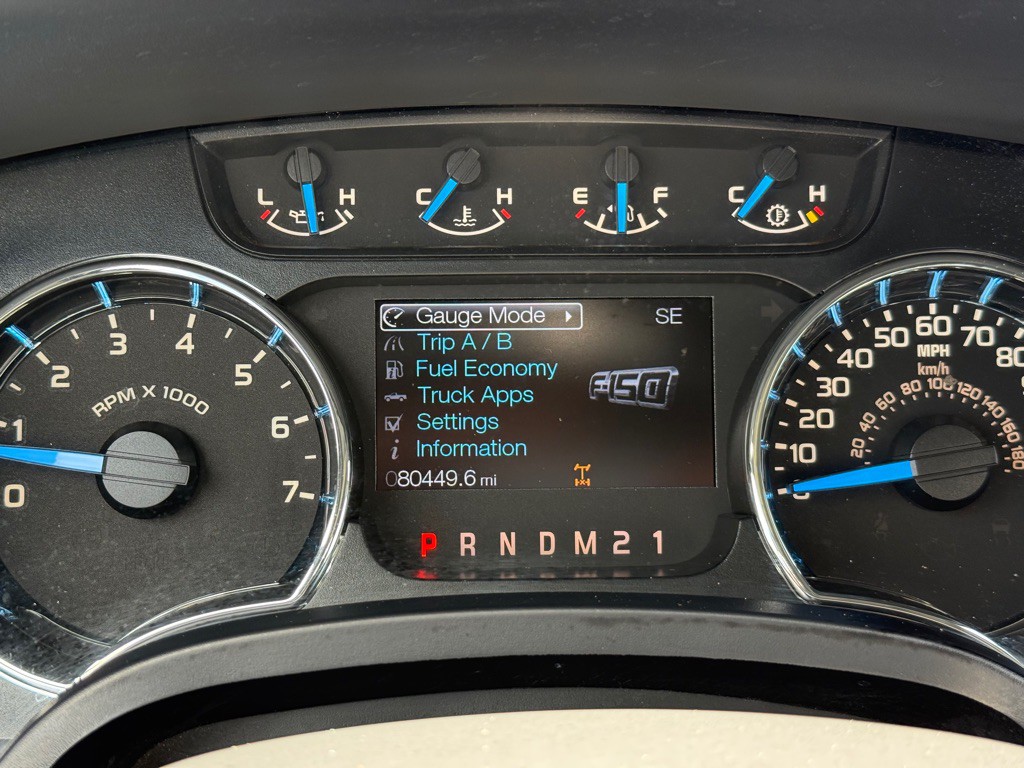 L H C H E F C H
Gauge Mode SE
Trip A / B
Fuel Economy
F-150
Truck Apps
Settings
Information
080449.6 mi
P R N D M 2 1
0 1 2 3 4 5 6 7
RPM X 1000
0 10 20 30 40 50 60 70 80
MPH
km/h
20 40 60 80 100 120 140 160 180